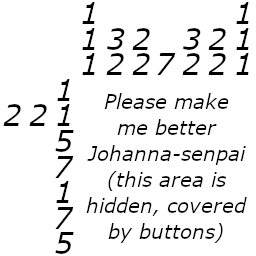 1 1
1 3 2 3 2 1
1 2 2 7 2 2 1
1
2 2 1
5
7
1
7
5
Please make
me better
Johanna-senpai
(this area is
hidden, covered
by buttons)